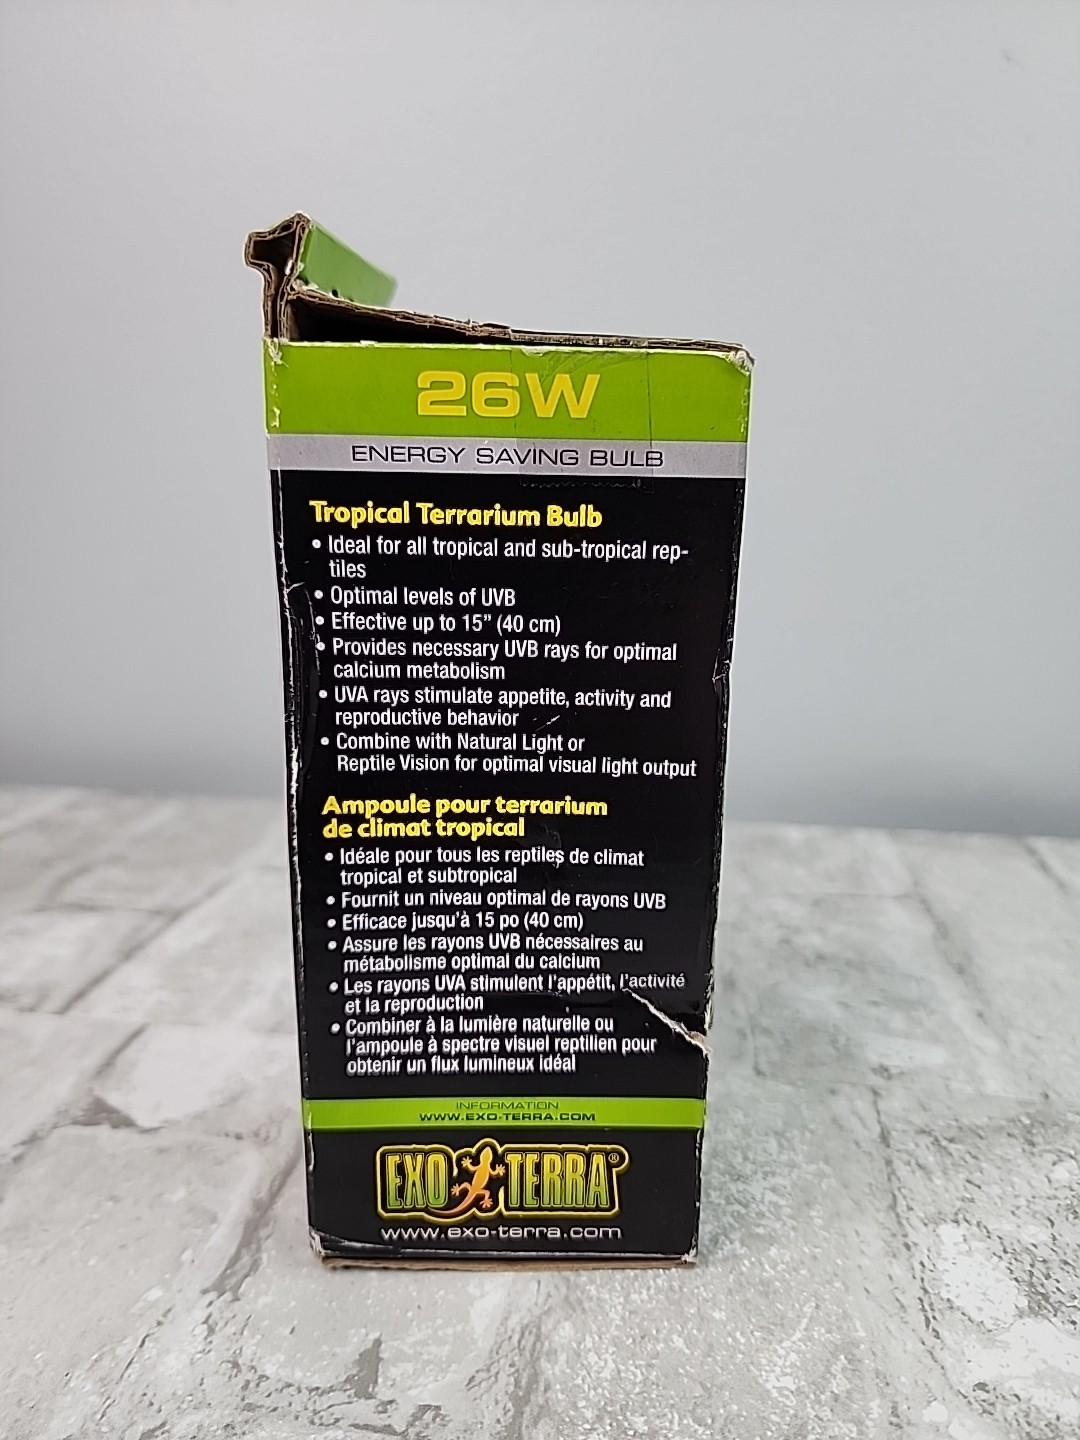 26W
ENERGY SAVING BULB
Tropical Terrarium Bulb
• Ideal for all tropical and sub-tropical rep-
tiles
• Optimal levels of UVB
• Effective up to 15” (40 cm)
• Provides necessary UVB rays for optimal
calcium metabolism
• UVA rays stimulate appetite, activity and
reproductive behavior
• Combine with Natural Light or
Reptile Vision for optimal visual light output
Ampoule pour terrarium
de climat tropical
• Idéale pour tous les reptiles de climat
tropical et subtropical
• Fournit un niveau optimal de rayons UVB
• Efficace jusqu'à 15 po (40 cm)
• Assure les rayons UVB nécessaires au
métabolisme optimal du calcium
• Les rayons UVA stimulent l'appétit, l'activité
et la reproduction
• Combiner à la lumière naturelle ou
l'ampoule à spectre visuel reptilien pour
obtenir un flux lumineux idéal
INFORMATION
WWW.EXO-TERRA.COM
EXO TERRA®
www.exo-terra.com